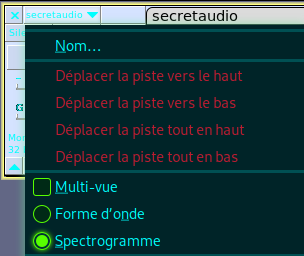 secretaudio secretaudio
Nom...
Déplacer la piste vers le haut
Déplacer la piste vers le bas
Déplacer la piste tout en haut
Déplacer la piste tout en bas
Multi-vue
Forme d'onde
Spectrogramme